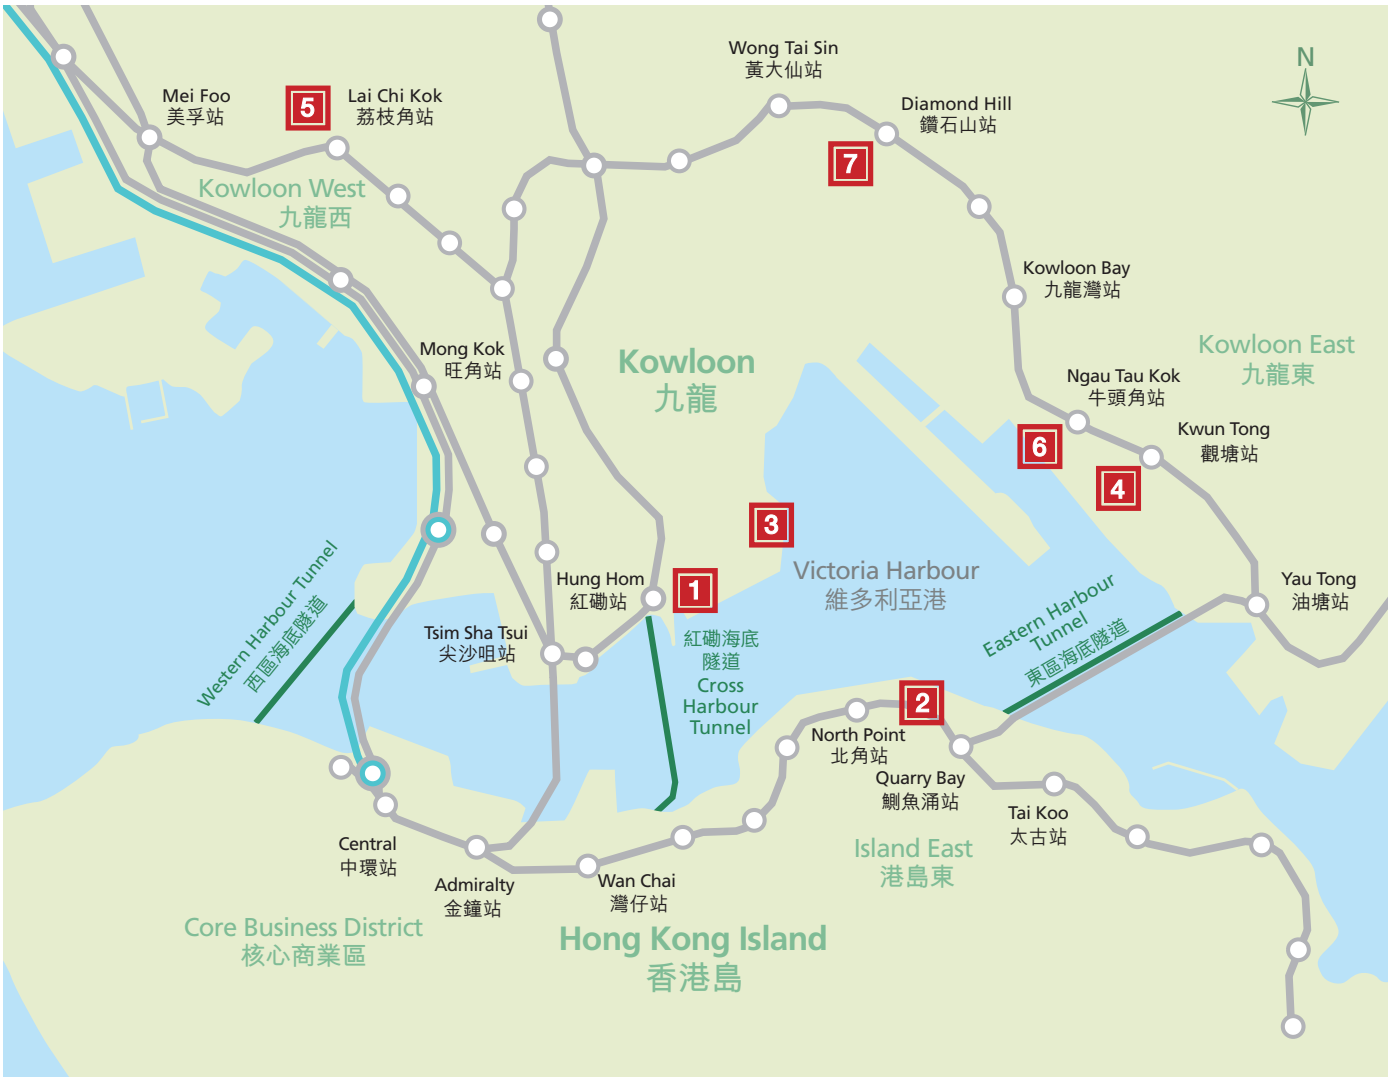 N
Wong Tai Sin
黃大仙站
Mei Foo
美孚站
5
Lai Chi Kok
荔枝角站
Diamond Hill
鑽石山站
7
Kowloon West
九龍西
Kowloon Bay
九龍灣站
Mong Kok
旺角站
Kowloon
九龍
Kowloon East
九龍東
Ngau Tau Kok
牛頭角站
6
Kwun Tong
觀塘站
4
3
Victoria Harbour
維多利亞港
Hung Hom
紅磡站
1
Yau Tong
油塘站
Western Harbour Tunnel
西區海底隧道
Tsim Sha Tsui
尖沙咀站
紅磡海底
隧道
Cross
Harbour
Tunnel
Eastern Harbour
Tunnel
東區海底隧道
2
North Point
北角站
Quarry Bay
鰂魚涌站
Tai Koo
太古站
Central
中環站
Admiralty
金鐘站
Wan Chai
灣仔站
Island East
港島東
Core Business District
核心商業區
Hong Kong Island
香港島